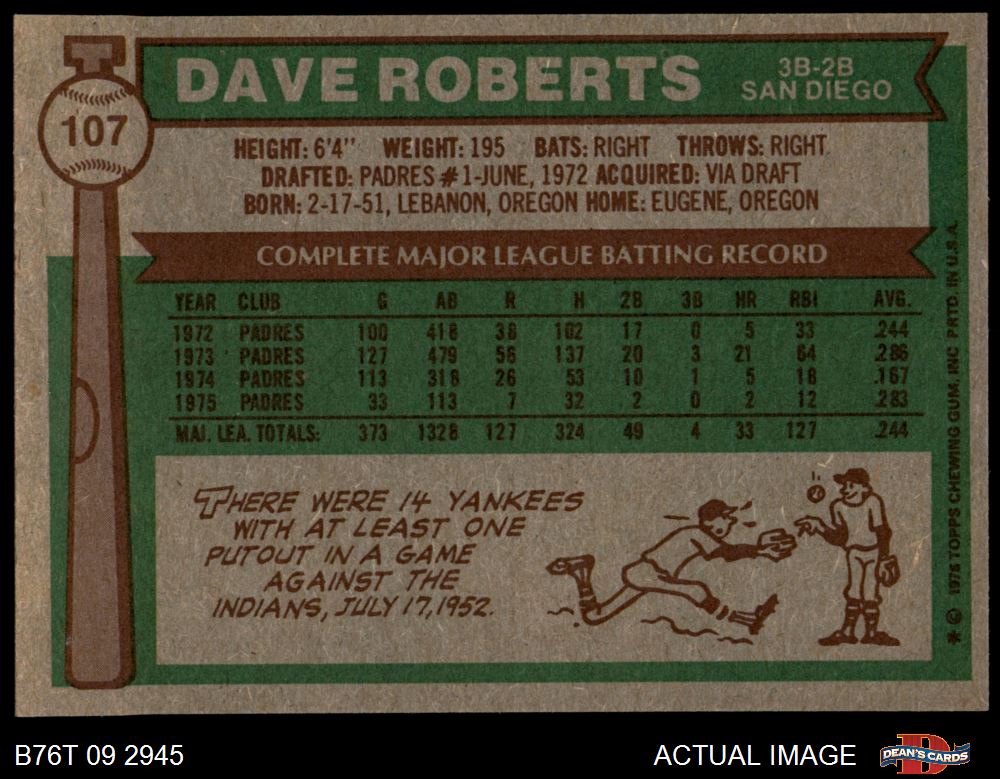 DAVE ROBERTS
3B-2B
SAN DIEGO
107
HEIGHT: 6'4" WEIGHT: 195 BATS: RIGHT THROWS: RIGHT
DRAFTED: PADRES #1-JUNE, 1972 ACQUIRED: VIA DRAFT
BORN: 2-17-51, LEBANON, OREGON HOME: EUGENE, OREGON
COMPLETE MAJOR LEAGUE BATTING RECORD
YEAR CLUB G AB R H 2B 3B HR RBI AVG.
1972 PADRES 100 418 38 102 17 0 5 33 .244
1973 PADRES 127 479 56 137 20 3 21 64 .286
1974 PADRES 113 318 26 53 10 1 5 18 .167
1975 PADRES 33 113 7 32 2 0 2 12 .283
MAJ. LEA. TOTALS: 373 1328 127 324 49 4 33 127 .244
THERE WERE 14 YANKEES
WITH AT LEAST ONE
PUTOUT IN A GAME
AGAINST THE
INDIANS, JULY 17, 1952.
* © 1976 TOPPS CHEWING GUM, INC PRTD. IN U.S.A.
B76T 09 2945
ACTUAL IMAGE
D
DEAN'S CARDS